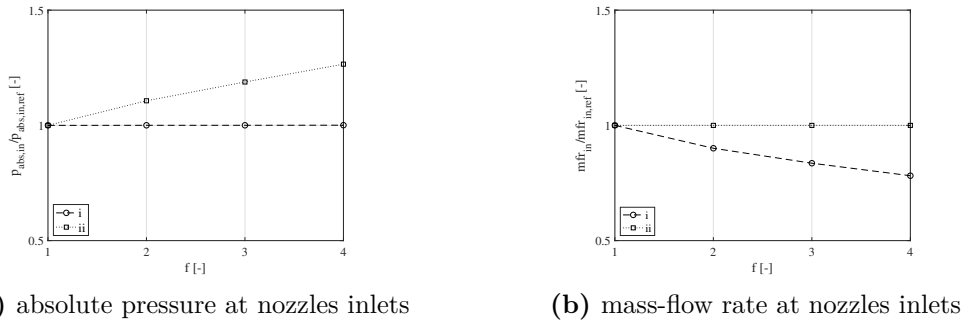 1.5
1
0.5
1
2
3
4
f [-]
p_abs,in/p_abs,in,ref [-]
i
ii
) absolute pressure at nozzles inlets
1.5
1
0.5
1
2
3
4
f [-]
mfr_in/mfr_in,ref [-]
i
ii
(b) mass-flow rate at nozzles inlets